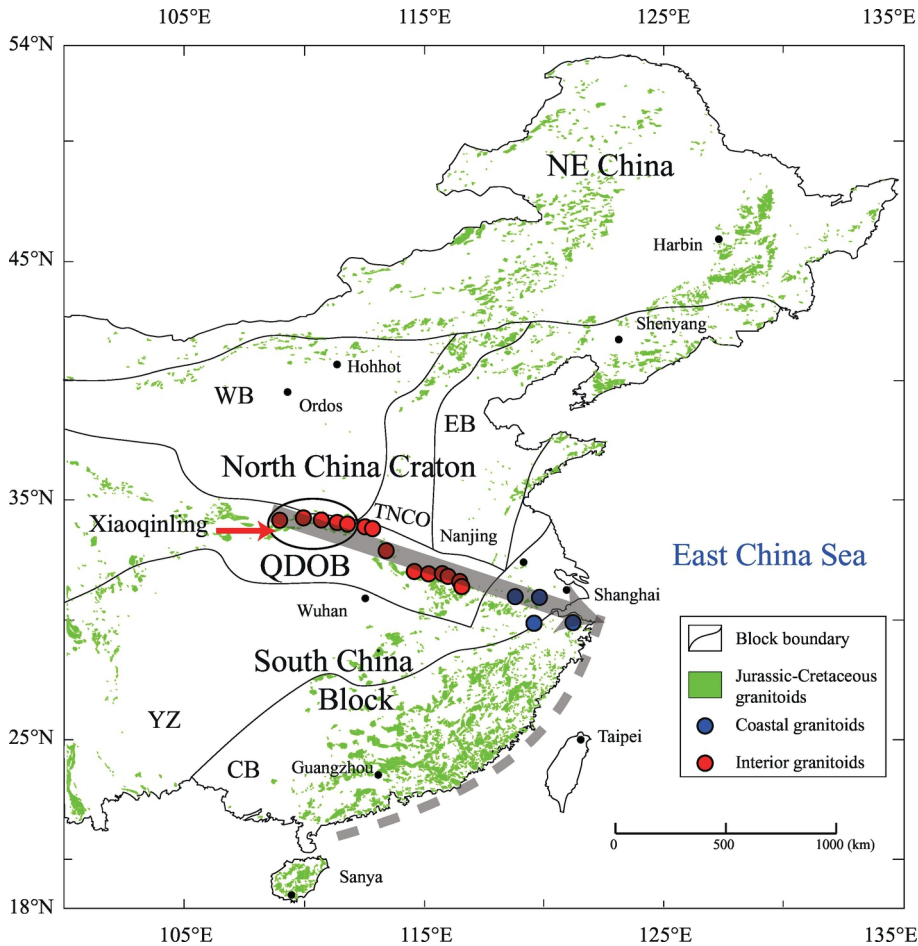 105°E 115°E 125°E 135°E
54°N
NE China
Harbin
45°N
Shenyang
Hohhot
WB
Ordos
EB
North China Craton
35°N
TNCO
Xiaoqinling
Nanjing
East China Sea
QDOB
Shanghai
Wuhan
Block boundary
South China
Block
Jurassic-Cretaceous
granitoids
YZ
Coastal granitoids
Taipei
CB
Guangzhou
Interior granitoids
25°N
0 500 1000 (km)
Sanya
18°N
105°E 115°E 125°E 135°E